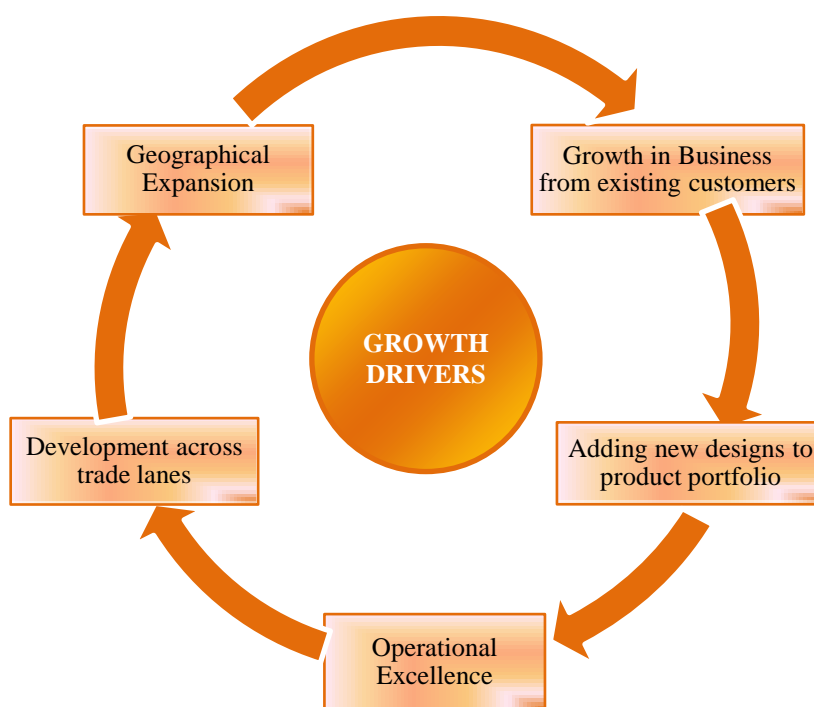 Geographical
Expansion
Growth in Business
from existing customers
GROWTH
DRIVERS
Development across
trade lanes
Adding new designs to
product portfolio
Operational
Excellence